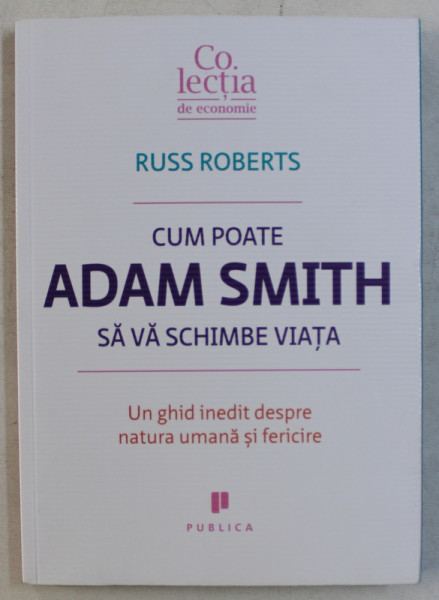 Co.
lecția
de economie
RUSS ROBERTS
CUM POATE
ADAM SMITH
SĂ VĂ SCHIMBE VIAȚA
Un ghid inedit despre
natura umană și fericire
PUBLICA